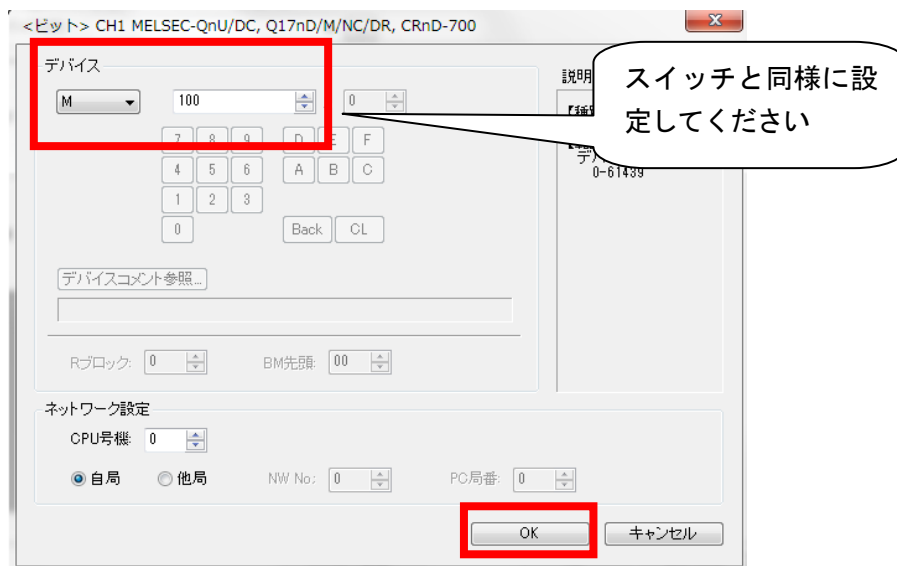 <ビット> CH1 MELSEC-QnU/DC, Q17nD/M/NC/DR, CRnD-700
デバイス
M 100 0
説明
スイッチと同様に設
定してください
【種別
7 8 9 D E F
デバ
4 5 6 A B C
0-61439
1 2 3
0 Back CL
デバイスコメント参照...
Rブロック: 0 BM先頭: 00
ネットワーク設定
CPU号機: 0
自局 他局 NW No.: 0 PC局番: 0
OK キャンセル